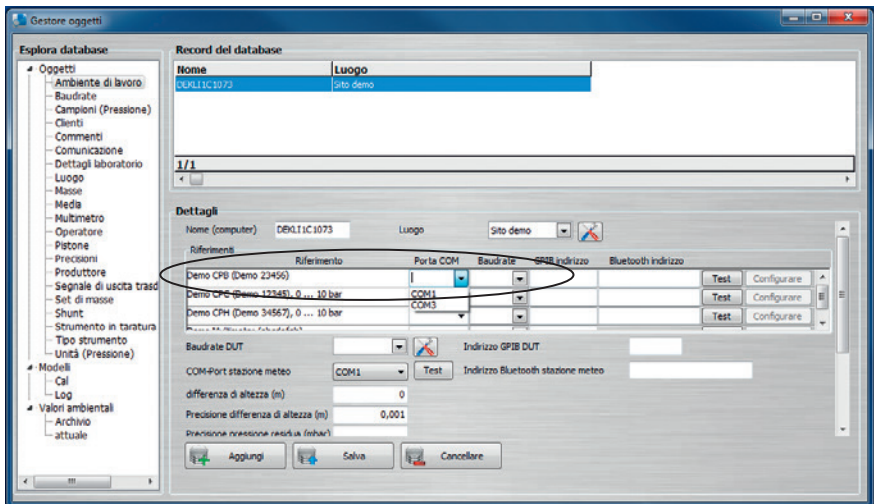 Gestore oggetti
Esplora database
Oggetti
Ambiente di lavoro
Baudrate
Campioni (Pressione)
Clienti
Commenti
Comunicazione
Dettagli laboratorio
Luogo
Masse
Media
Multimetro
Operatore
Pistone
Precisioni
Produttore
Segnale di uscita trasd
Set di masse
Shunt
Strumento in taratura
Tipo strumento
Unità (Pressione)
Modelli
Cal
Log
Valori ambientali
Archivio
attuale
Record del database
Nome Luogo
DEKLI1C1073 Sito demo
1/1
Dettagli
Nome (computer) DEKLI1C1073 Luogo Sito demo
Riferimenti
Riferimento Porta COM Baudrate GPIB indirizzo Bluetooth indirizzo
Demo CPB (Demo 23456) Test Configurare
Demo CPC (Demo 12345), 0 ... 10 bar COM1 Test Configurare
COM3
Demo CPH (Demo 34567), 0 ... 10 bar Test Configurare
Baudrate DUT Indirizzo GPIB DUT
COM-Port stazione meteo COM1 Test Indirizzo Bluetooth stazione meteo
differenza di altezza (m) 0
Precisione differenza di altezza (m) 0,001
Precisione pressione residua (mbar)
Aggiungi Salva Cancellare